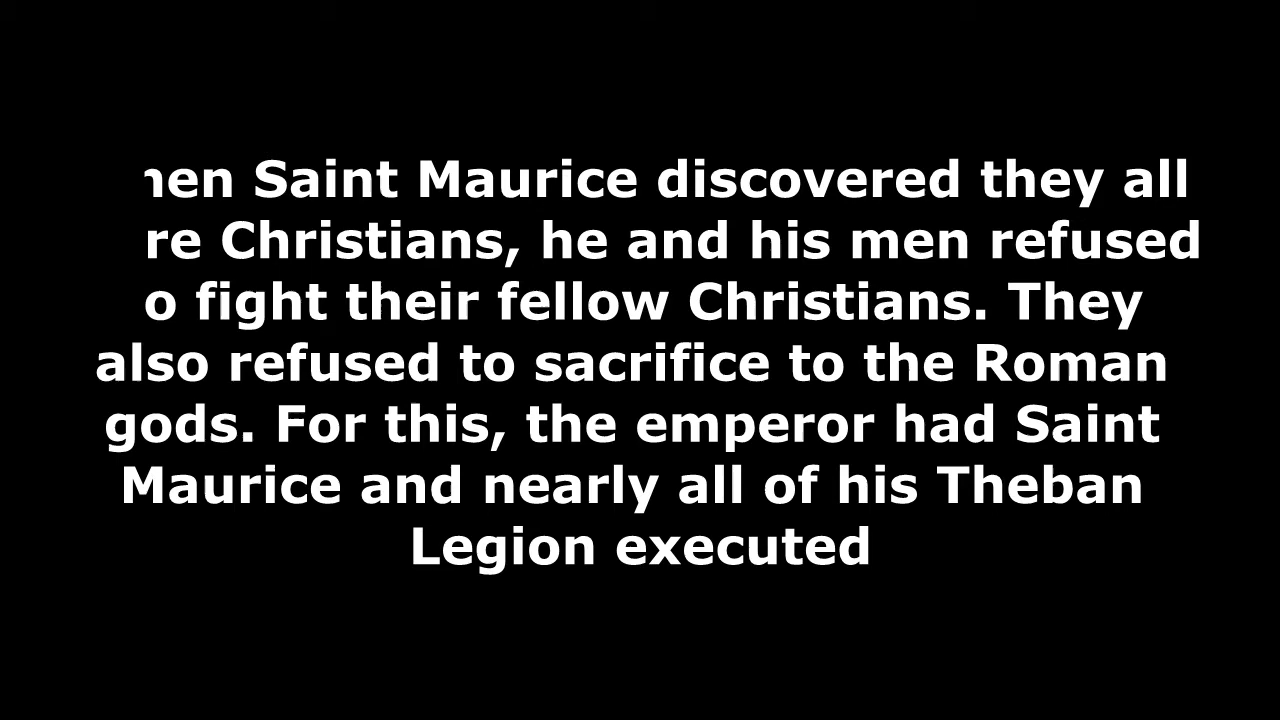 hen Saint Maurice discovered they all
re Christians, he and his men refused
o fight their fellow Christians. They
also refused to sacrifice to the Roman
gods. For this, the emperor had Saint
Maurice and nearly all of his Theban
Legion executed